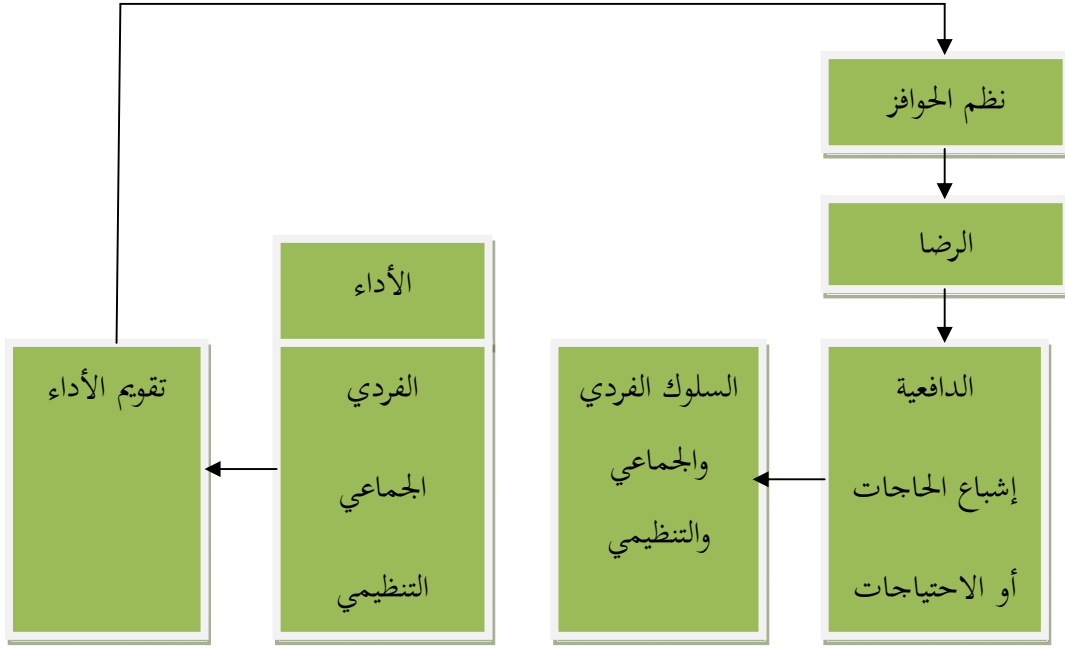 نظم الحوافز
الرضا
الدافعية
إشباع الحاجات
أو الاحتياجات
السلوك الفردي
والجماعي
والتنظيمي
الأداء
الفردي
الجماعي
التنظيمي
تقويم الأداء